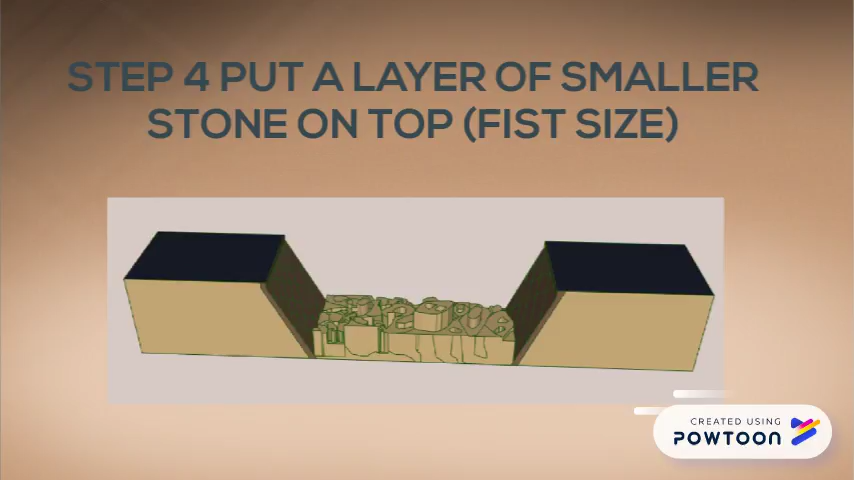 STEP 4 PUT A LAYER OF SMALLER
STONE ON TOP (FIST SIZE)
CREATED USING
POWTOON